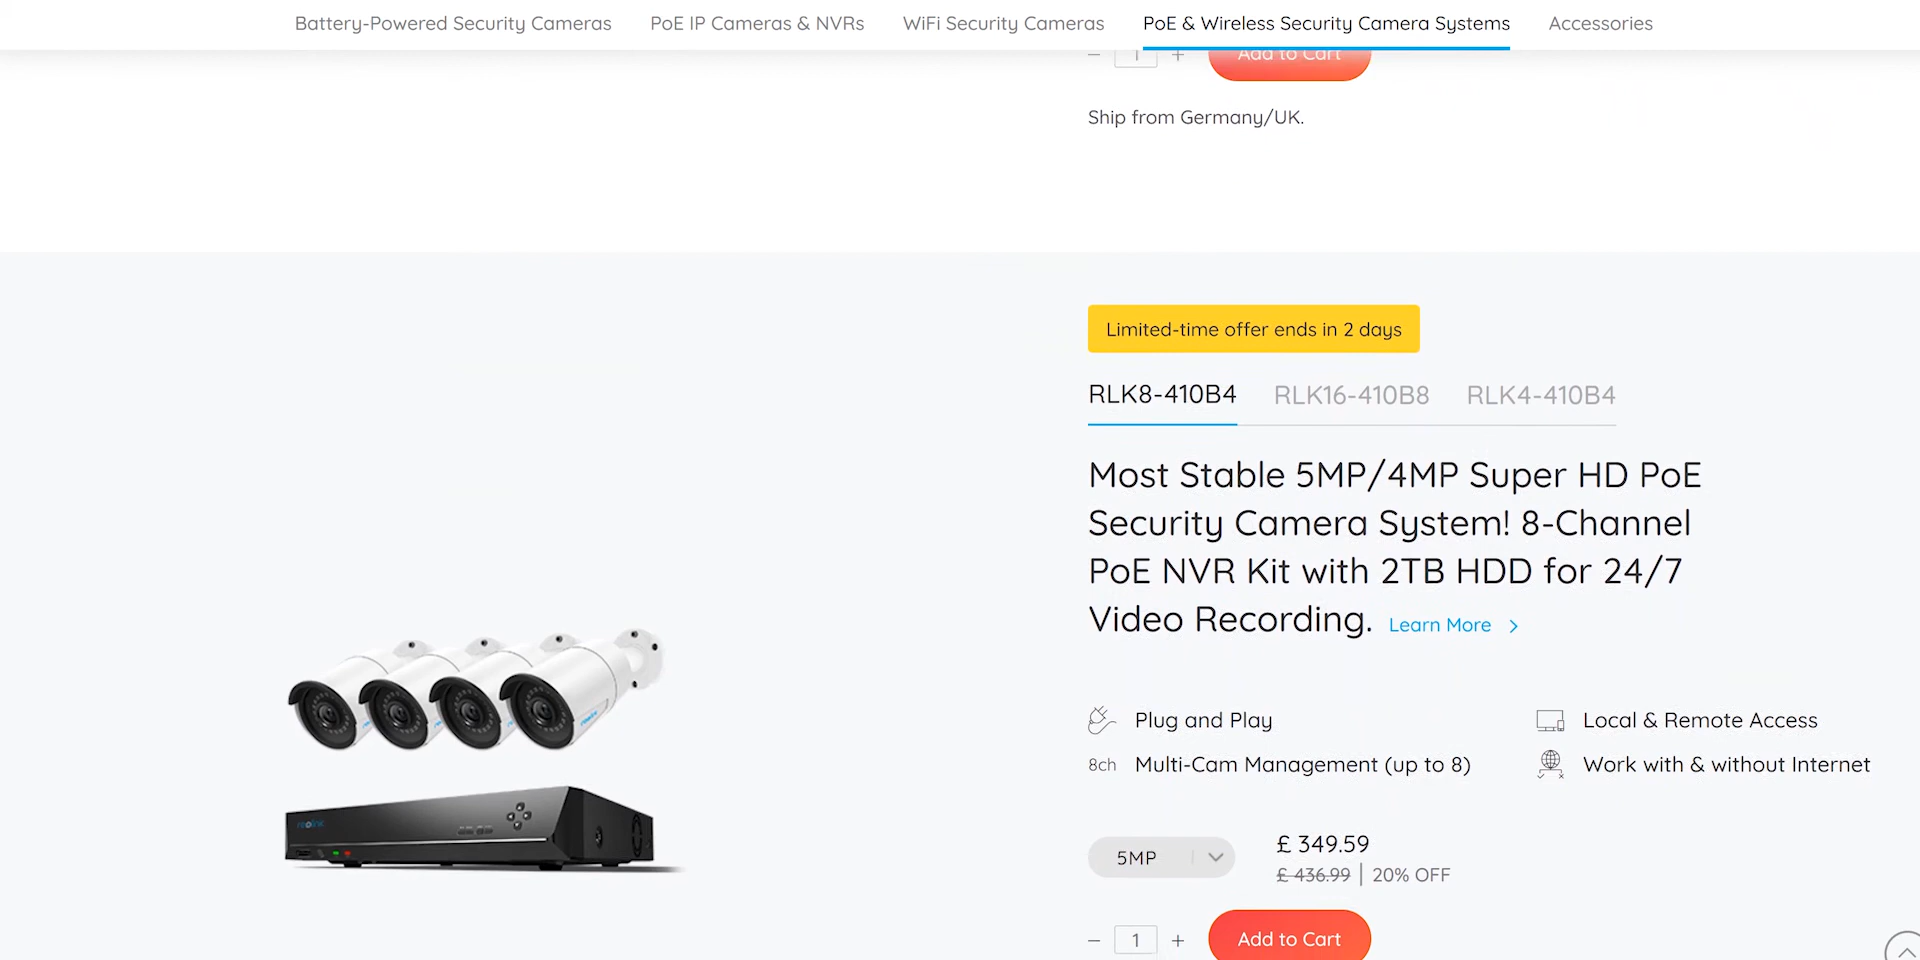 Battery-Powered Security Cameras
PoE IP Cameras & NVRs
WiFi Security Cameras
PoE & Wireless Security Camera Systems
Accessories
− 1 +
Add to Cart
Ship from Germany/UK.
Limited-time offer ends in 2 days
RLK8-410B4
RLK16-410B8
RLK4-410B4
Most Stable 5MP/4MP Super HD PoE
Security Camera System! 8-Channel
PoE NVR Kit with 2TB HDD for 24/7
Video Recording. Learn More
Plug and Play
Local & Remote Access
8ch Multi-Cam Management (up to 8)
Work with & without Internet
5MP
£ 349.59
£ 436.99 | 20% OFF
− 1 +
Add to Cart
reolink